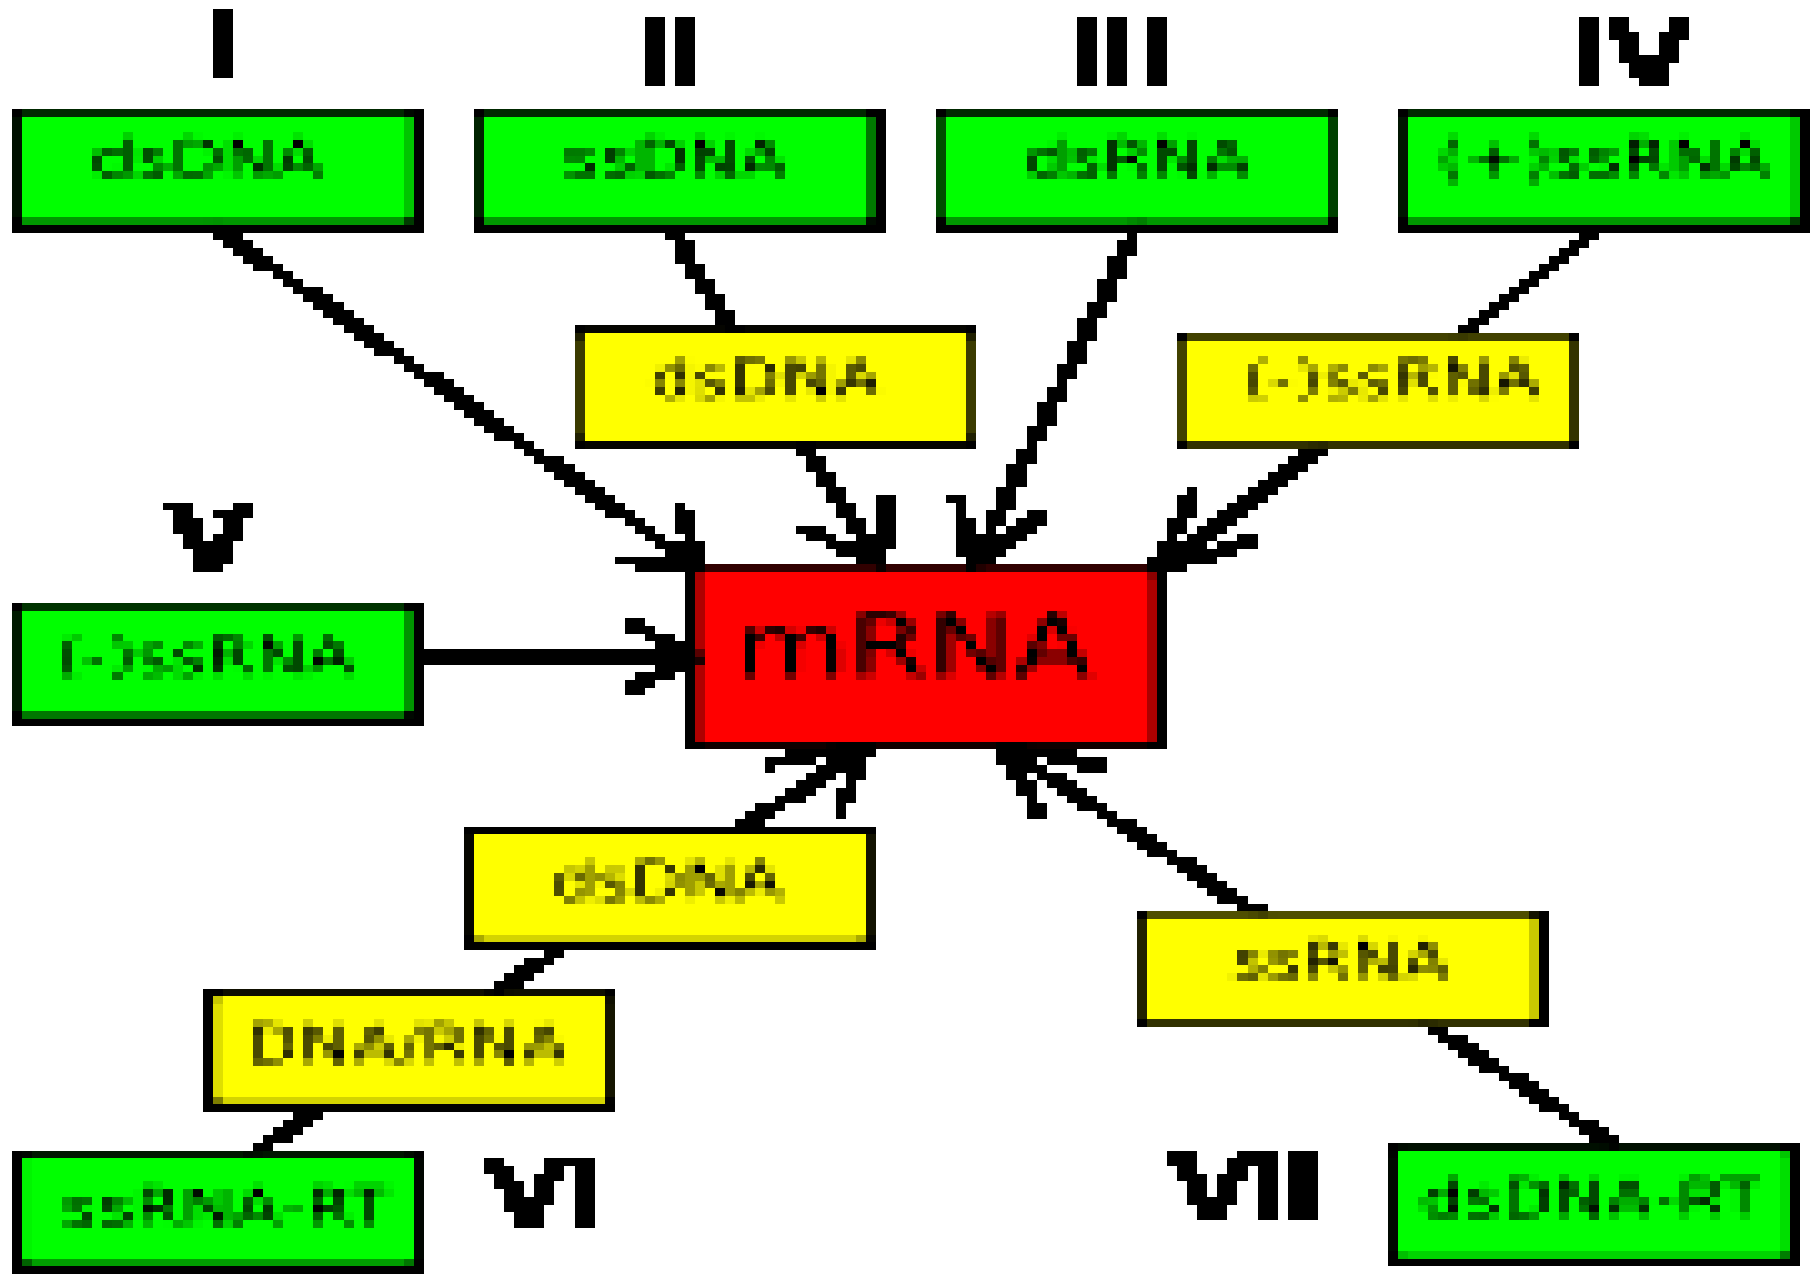 I
II
III
IV
dsDNA
ssDNA
dsRNA
(+)ssRNA
dsDNA
(-)ssRNA
V
(-)ssRNA
mRNA
dsDNA
ssRNA
DNA/RNA
ssRNA-RT
VI
VII
dsDNA-RT